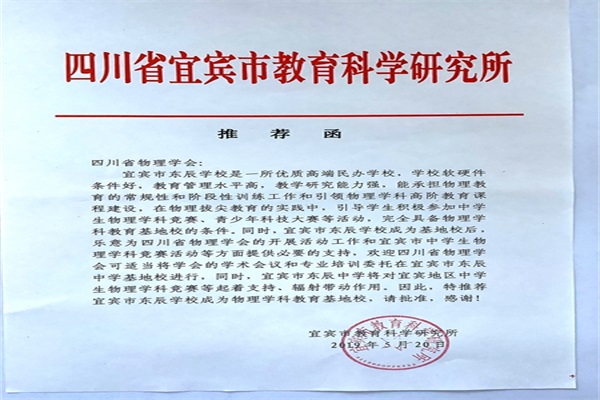 四川省宜宾市教育科学研究所
推荐函
四川省物理学会:
宜宾市东辰学校是一所优质高端民办学校，学校软硬件
条件好，教育管理水平高，教学研究能力强，能承担物理教
育的常规性和阶段性训练工作和引领物理学科高阶教育课
程建设，在物理拔尖教育的实践中，引导学生积极参加中学
生物理学科竞赛、青少年科技大赛等活动，完全具备物理学
科教育基地校的条件。同时，宜宾市东辰学校成为基地校后，
乐意为四川省物理学会的开展活动工作和宜宾市中学生物
理学科竞赛活动等方面提供必要的支持，欢迎四川省物理学
会可适当将学会的学术会议和专业培训委托在宜宾市东辰
中学基地校进行，同时，宜宾市东辰中学将对宜宾地区中学
生物理学科竞赛等起着支持、辐射带动作用。因此，特推荐
宜宾市东辰学校成为物理学科教育基地校，请批准，感谢！
宜宾市教育科学研究所
2019年5月20日
宜宾市教育科学研究所